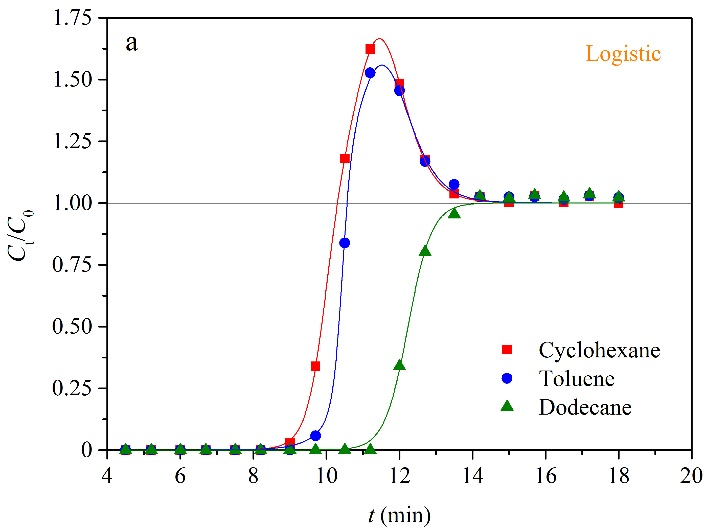 a
Logistic
1.75
1.50
1.25
1.00
0.75
0.50
0.25
0
Cₜ/C₀
Cyclohexane
Toluene
Dodecane
4 6 8 10 12 14 16 18 20
t (min)